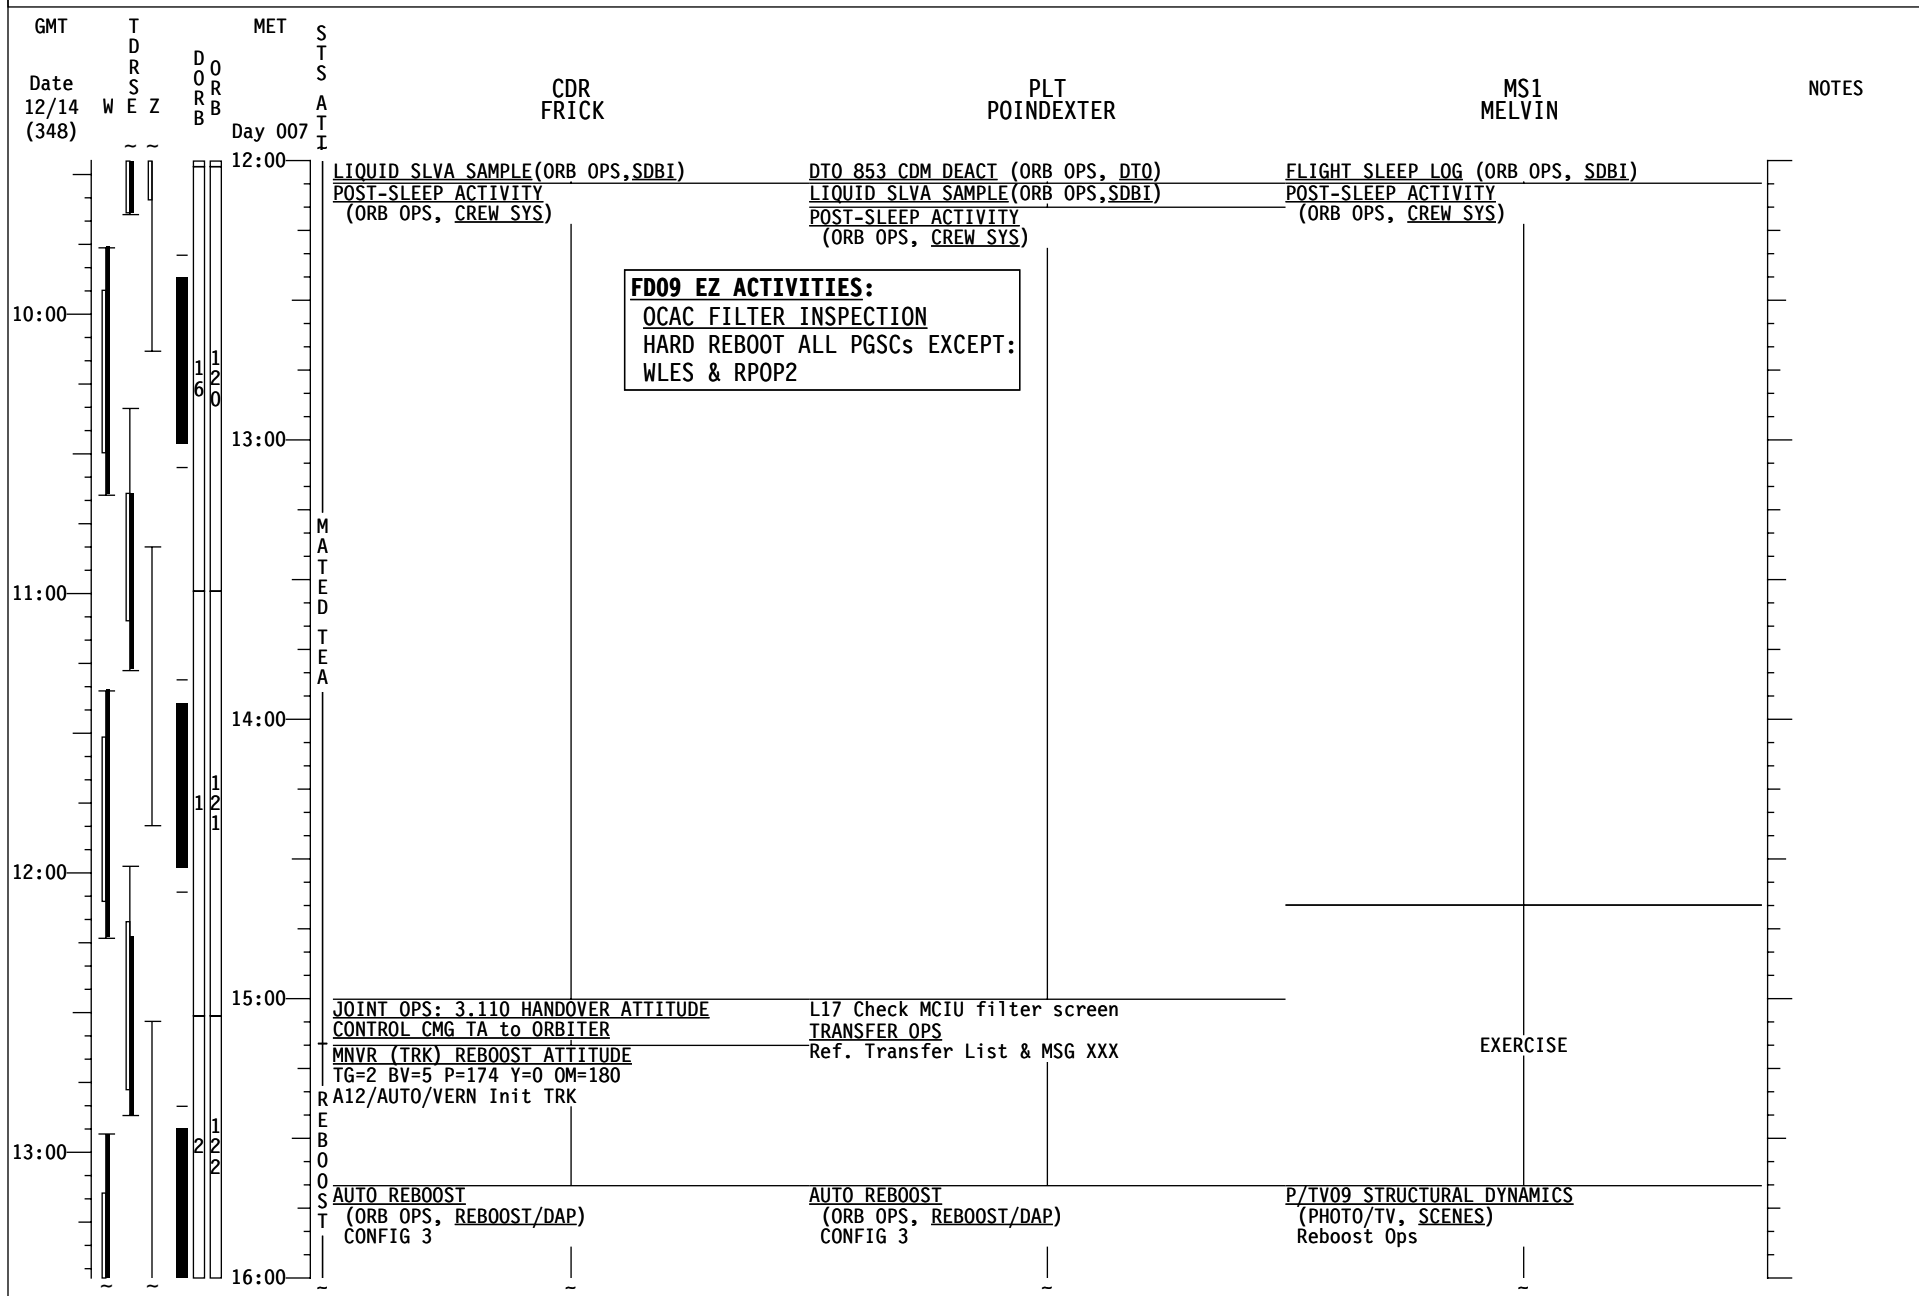 GMT
TDRS
MET
STS ATT
DORB
ORB
Date
12/14
(348)
W E Z
Day 007
CDR
FRICK
PLT
POINDEXTER
MS1
MELVIN
NOTES
~ ~
12:00
LIQUID SLVA SAMPLE(ORB OPS,SDBI)
POST-SLEEP ACTIVITY
(ORB OPS, CREW SYS)
DTO 853 CDM DEACT (ORB OPS, DTO)
LIQUID SLVA SAMPLE(ORB OPS,SDBI)
POST-SLEEP ACTIVITY
(ORB OPS, CREW SYS)
FLIGHT SLEEP LOG (ORB OPS, SDBI)
POST-SLEEP ACTIVITY
(ORB OPS, CREW SYS)
FD09 EZ ACTIVITIES:
OCAC FILTER INSPECTION
HARD REBOOT ALL PGSCs EXCEPT:
WLES & RPOP2
10:00
16
120
13:00
11:00
MATED TEA
14:00
1
121
12:00
15:00
JOINT OPS: 3.110 HANDOVER ATTITUDE
CONTROL CMG TA to ORBITER
MNVR (TRK) REBOOST ATTITUDE
TG=2 BV=5 P=174 Y=0 OM=180
A12/AUTO/VERN Init TRK
L17 Check MCIU filter screen
TRANSFER OPS
Ref. Transfer List & MSG XXX
EXERCISE
REBOOST
13:00
2
122
AUTO REBOOST
(ORB OPS, REBOOST/DAP)
CONFIG 3
AUTO REBOOST
(ORB OPS, REBOOST/DAP)
CONFIG 3
P/TV09 STRUCTURAL DYNAMICS
(PHOTO/TV, SCENES)
Reboost Ops
16:00
~ ~ ~ ~ ~ ~